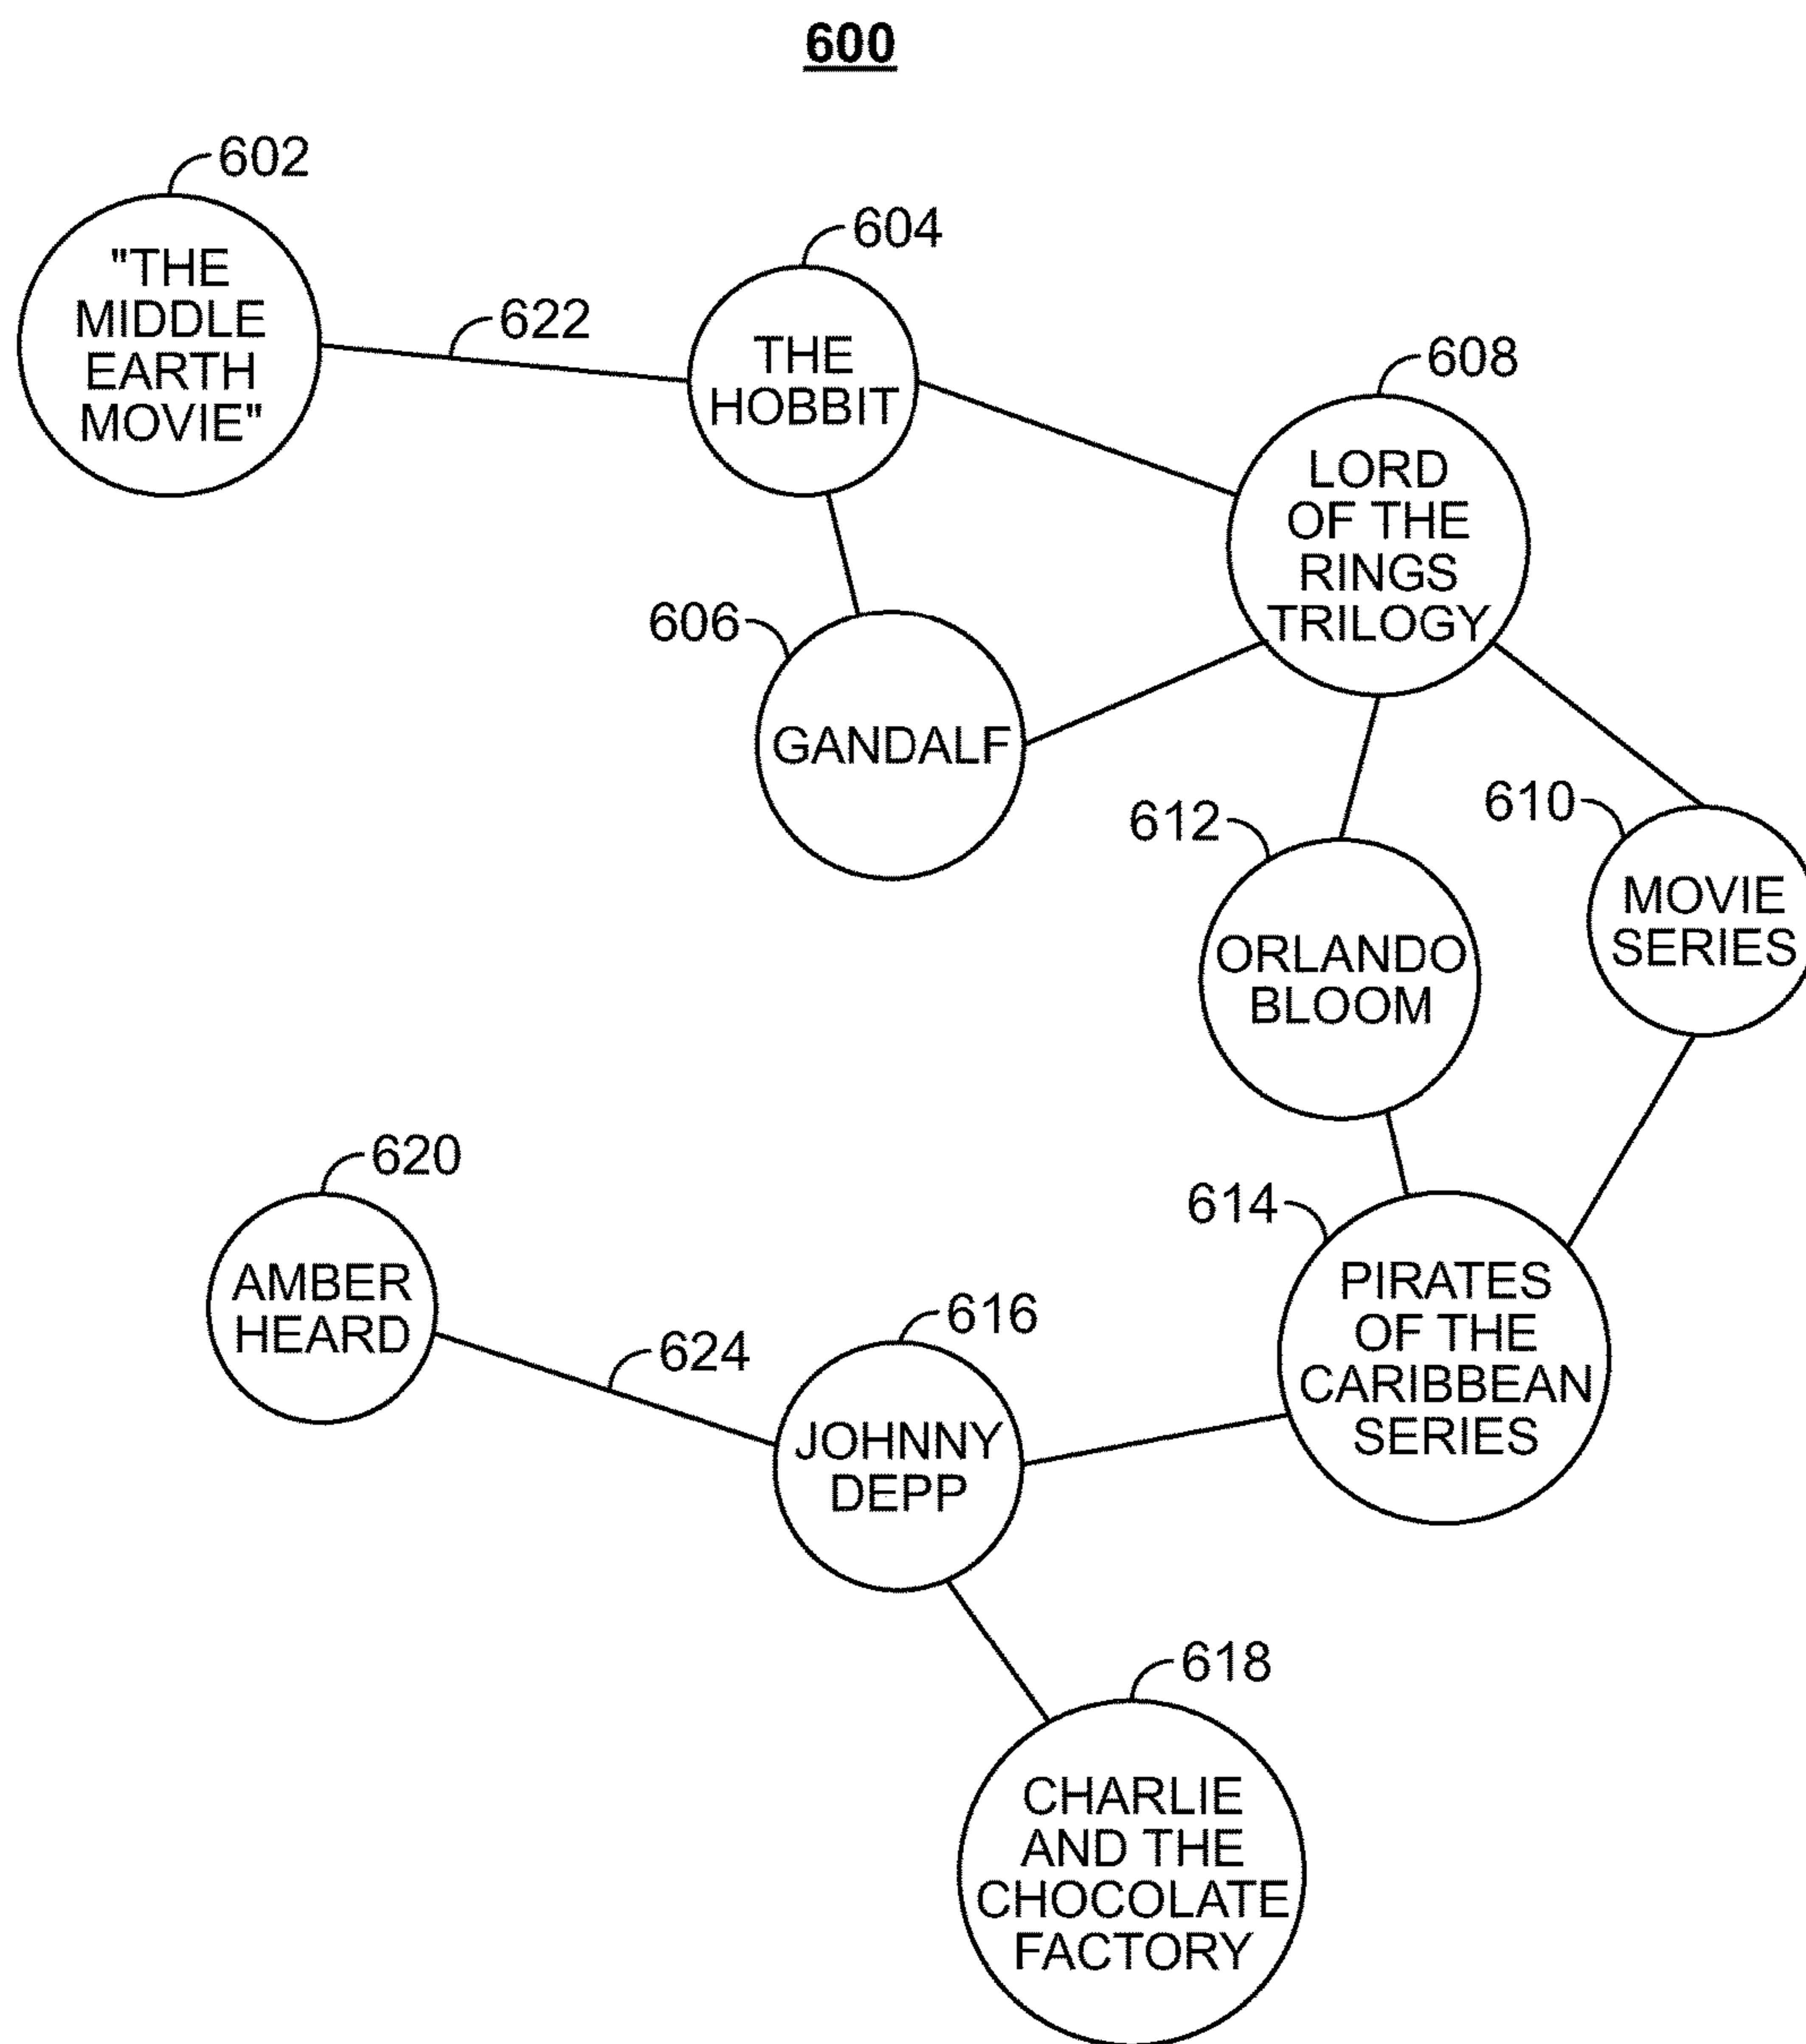 600
602
"THE
MIDDLE
EARTH
MOVIE"
622
604
THE
HOBBIT
608
LORD
OF THE
RINGS
TRILOGY
606
GANDALF
612
ORLANDO
BLOOM
610
MOVIE
SERIES
620
AMBER
HEARD
624
616
JOHNNY
DEPP
614
PIRATES
OF THE
CARIBBEAN
SERIES
618
CHARLIE
AND THE
CHOCOLATE
FACTORY